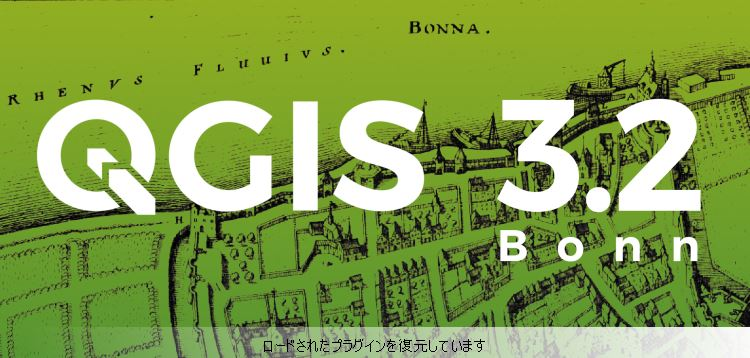 BONNA.
RHENVS FLUUIVS.
QGIS 3.2
Bonn
A
H
ロードされたプラグインを復元しています